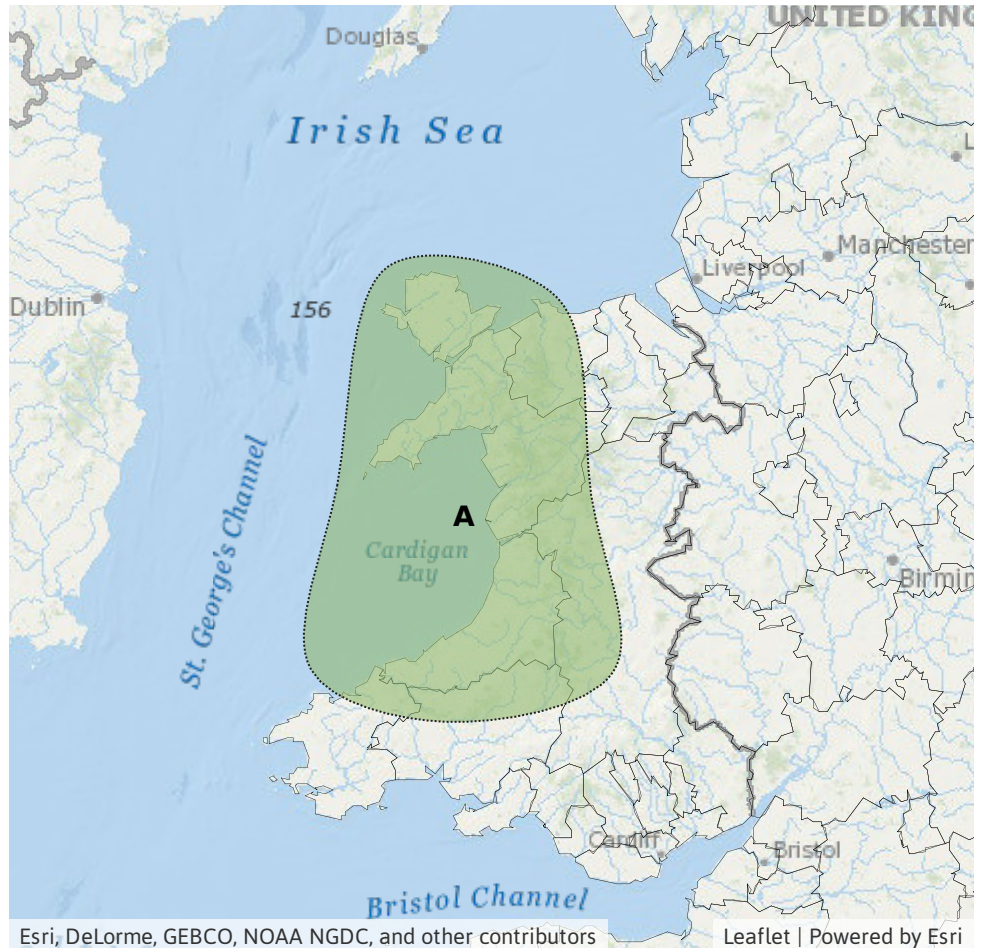 UNITED KING
Douglas
Irish Sea
L
Manchester
Liverpool
Dublin
156
St. George's Channel
A
Cardigan
Bay
Birmin
Cardiff
Bristol
Bristol Channel
Esri, DeLorme, GEBCO, NOAA NGDC, and other contributors
Leaflet | Powered by Esri